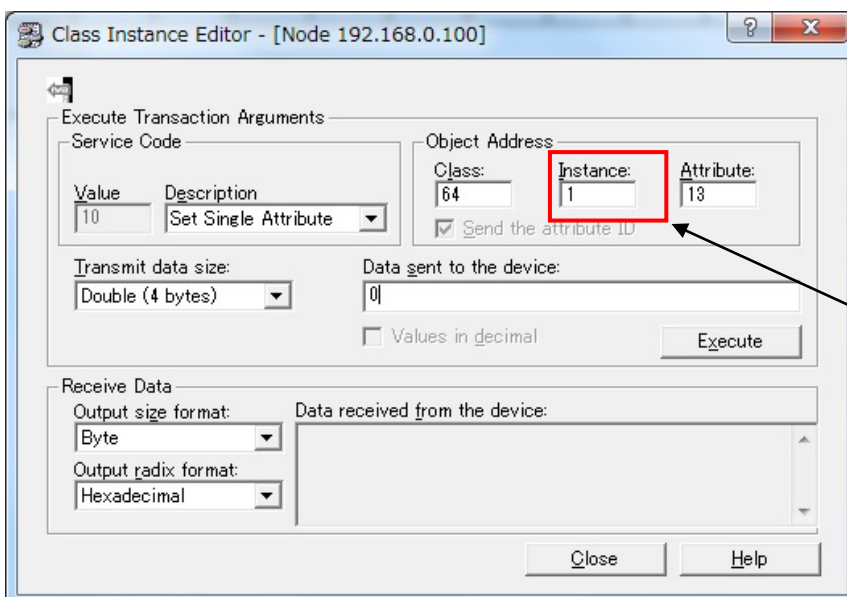 Class Instance Editor - [Node 192.168.0.100]
Execute Transaction Arguments
Service Code
Object Address
Value
Description
Class:
Instance:
Attribute:
10
Set Single Attribute
64
1
13
Send the attribute ID
Transmit data size:
Data sent to the device:
Double (4 bytes)
0
Values in decimal
Execute
Receive Data
Output size format:
Data received from the device:
Byte
Output radix format:
Hexadecimal
Close
Help